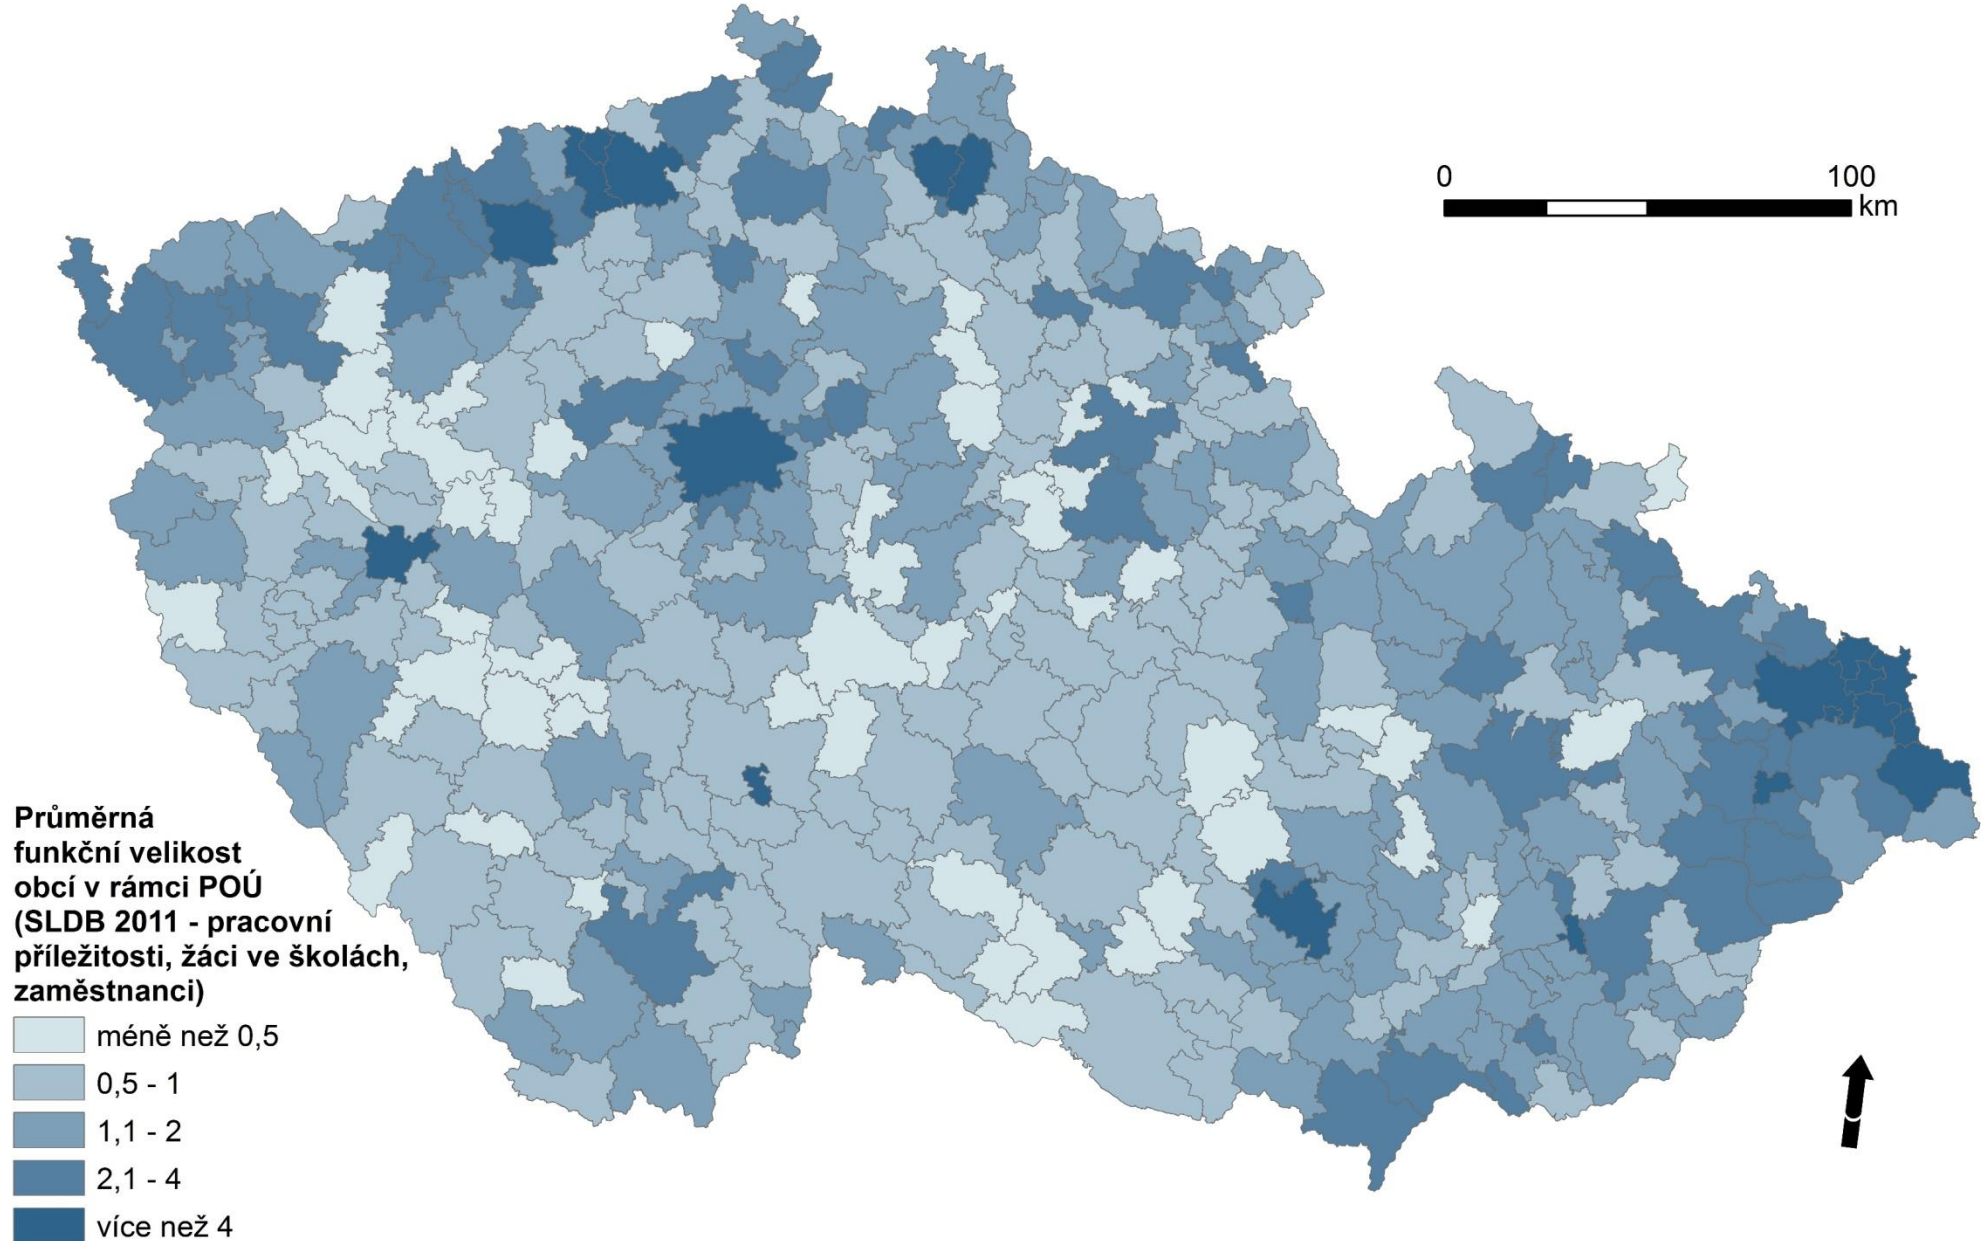 0 100
km
Průměrná
funkční velikost
obcí v rámci POÚ
(SLDB 2011 - pracovní
příležitosti, žáci ve školách,
zaměstnanci)
méně než 0,5
0,5 - 1
1,1 - 2
2,1 - 4
více než 4